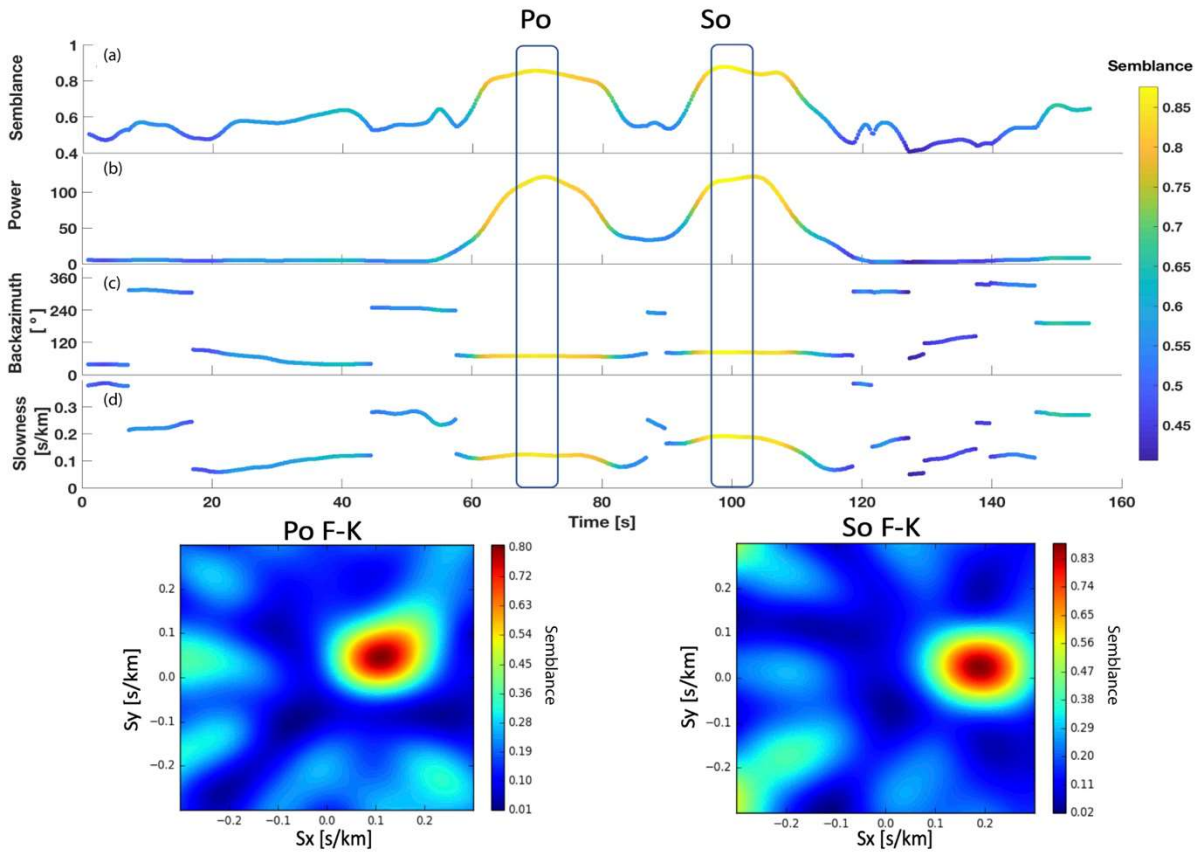 Po So
1 (a)
0.8
0.6
0.4
Semblance
100 (b)
50
0
Power
360 (c)
240
120
0
Backazimuth
[°]
0.3 (d)
0.2
0.1
0
Slowness
[s/km]
0 20 40 60 80 100 120 140 160
Time [s]
Semblance
0.85
0.8
0.75
0.7
0.65
0.6
0.55
0.5
0.45
Po F-K
0.2
0.1
0.0
−0.1
−0.2
Sy [s/km]
−0.2 −0.1 0.0 0.1 0.2
Sx [s/km]
0.80
0.72
0.63
0.54
0.45
0.36
0.28
0.19
0.10
0.01
Semblance
So F-K
0.2
0.1
0.0
−0.1
−0.2
Sy [s/km]
−0.2 −0.1 0.0 0.1 0.2
Sx [s/km]
0.83
0.74
0.65
0.56
0.47
0.38
0.29
0.20
0.11
0.02
Semblance